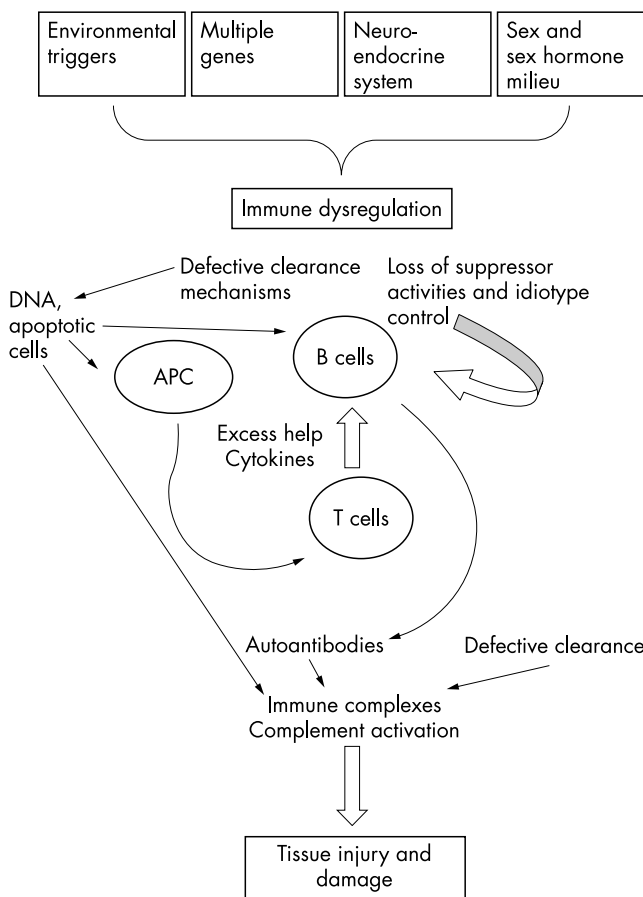 Environmental
triggers
Multiple
genes
Neuro-
endocrine
system
Sex and
sex hormone
milieu
Immune dysregulation
Defective clearance
mechanisms
Loss of suppressor
activities and idiotype
control
DNA,
apoptotic
cells
B cells
APC
Excess help
Cytokines
T cells
Autoantibodies
Defective clearance
Immune complexes
Complement activation
Tissue injury and
damage